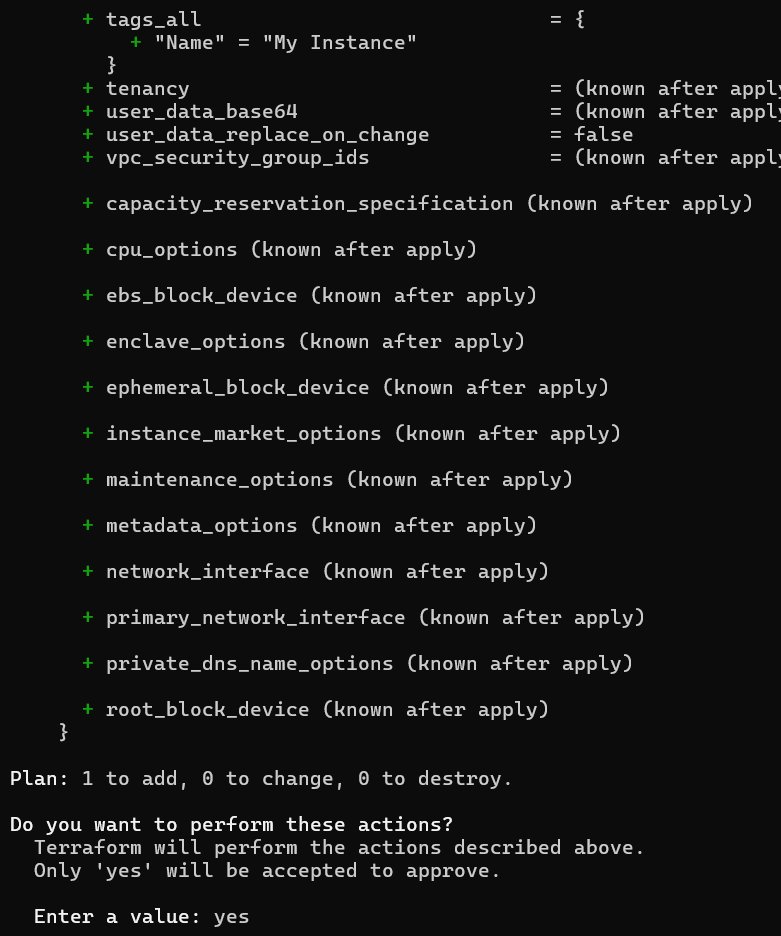 + tags_all = {
+ "Name" = "My Instance"
}
+ tenancy = (known after apply
+ user_data_base64 = (known after apply
+ user_data_replace_on_change = false
+ vpc_security_group_ids = (known after apply
+ capacity_reservation_specification (known after apply)
+ cpu_options (known after apply)
+ ebs_block_device (known after apply)
+ enclave_options (known after apply)
+ ephemeral_block_device (known after apply)
+ instance_market_options (known after apply)
+ maintenance_options (known after apply)
+ metadata_options (known after apply)
+ network_interface (known after apply)
+ primary_network_interface (known after apply)
+ private_dns_name_options (known after apply)
+ root_block_device (known after apply)
}
Plan: 1 to add, 0 to change, 0 to destroy.
Do you want to perform these actions?
Terraform will perform the actions described above.
Only 'yes' will be accepted to approve.
Enter a value: yes